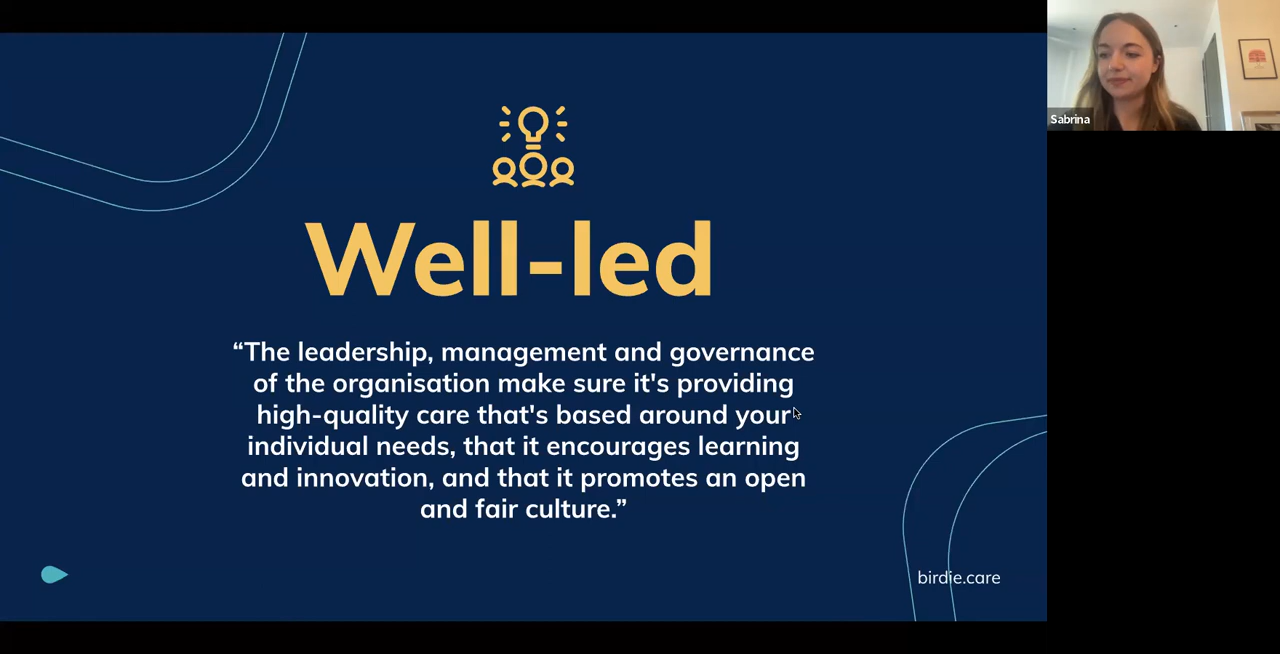 Sabrina
Well-led
“The leadership, management and governance
of the organisation make sure it's providing
high-quality care that's based around your
individual needs, that it encourages learning
and innovation, and that it promotes an open
and fair culture.”
birdie.care